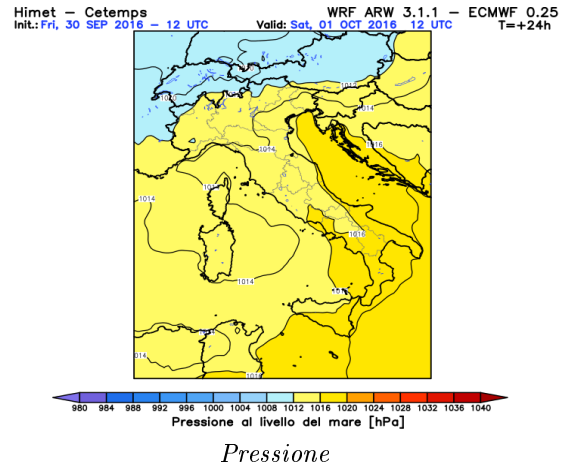 Himet – Cetemps WRF ARW 3.1.1 – ECMWF 0.25
Init.: Fri, 30 SEP 2016 – 12 UTC Valid: Sat, 01 OCT 2016 12 UTC T=+24h
1014
1016
1014
1014
1016
1014
980 984 988 992 996 1000 1004 1008 1012 1016 1020 1024 1028 1032 1036 1040
Pressione al livello del mare [hPa]
Pressione